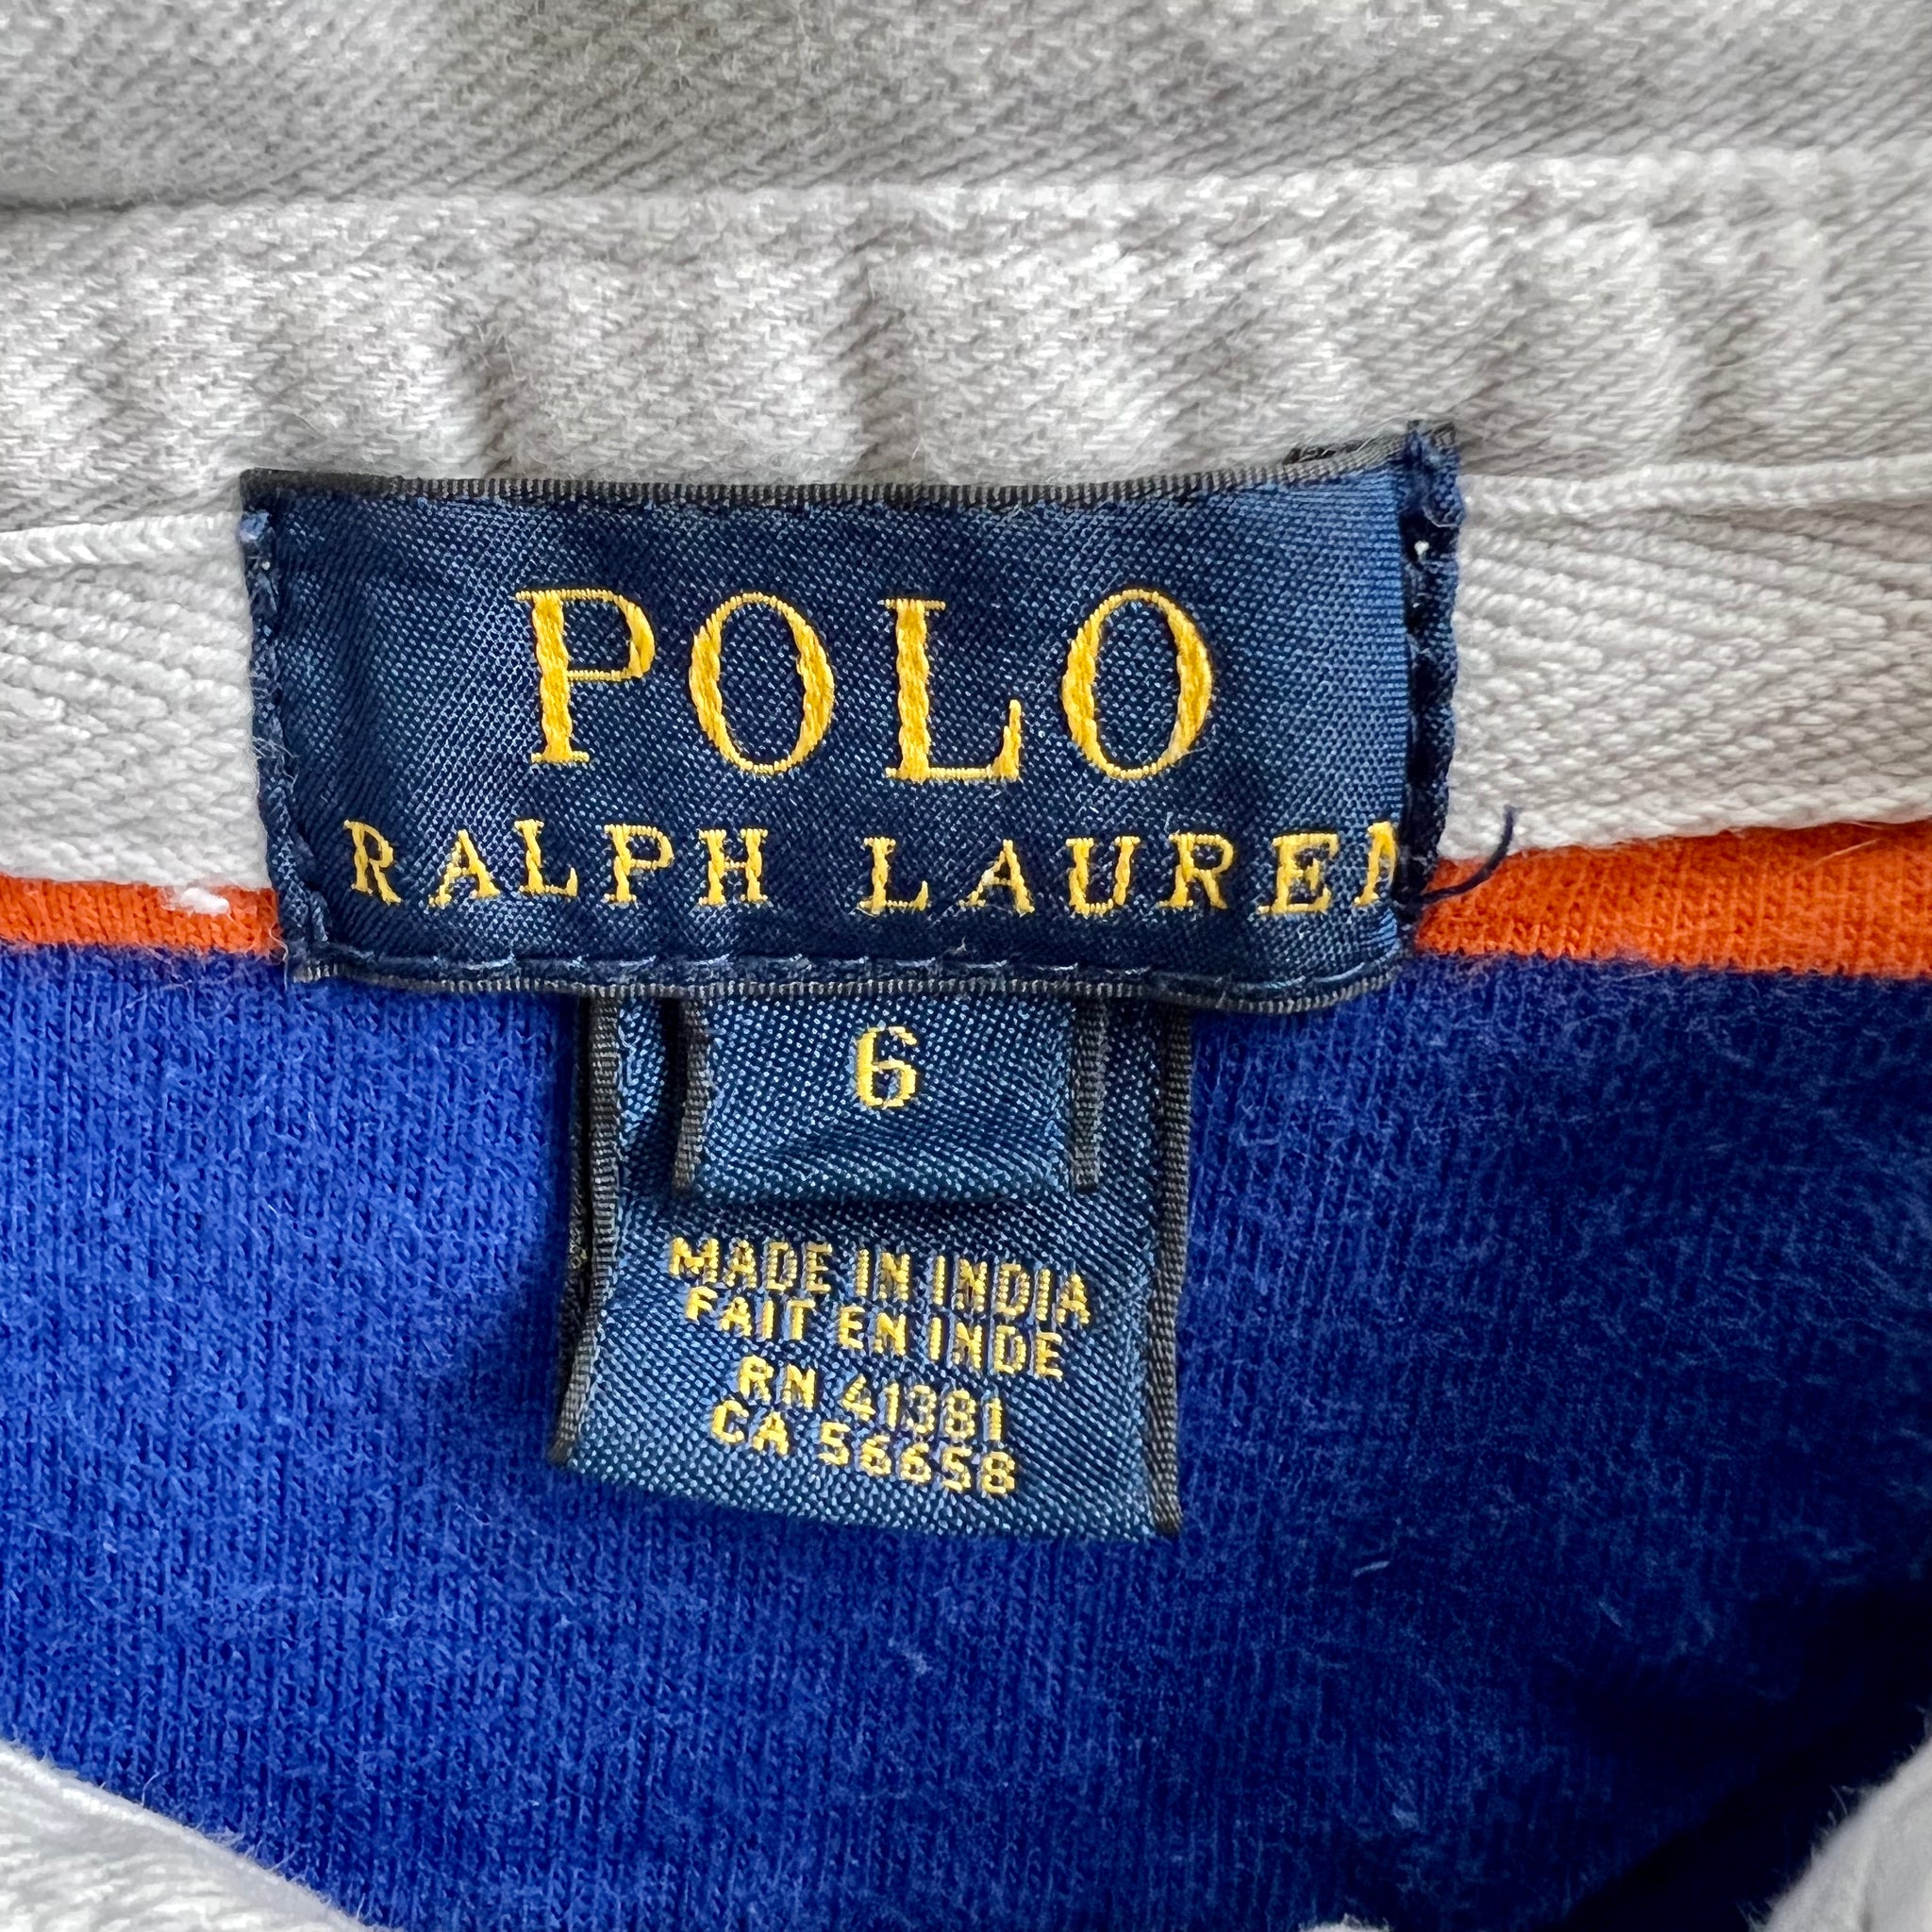 POLO
RALPH LAUREN
6
MADE IN INDIA
FAIT EN INDE
RN 41381
CA 56658